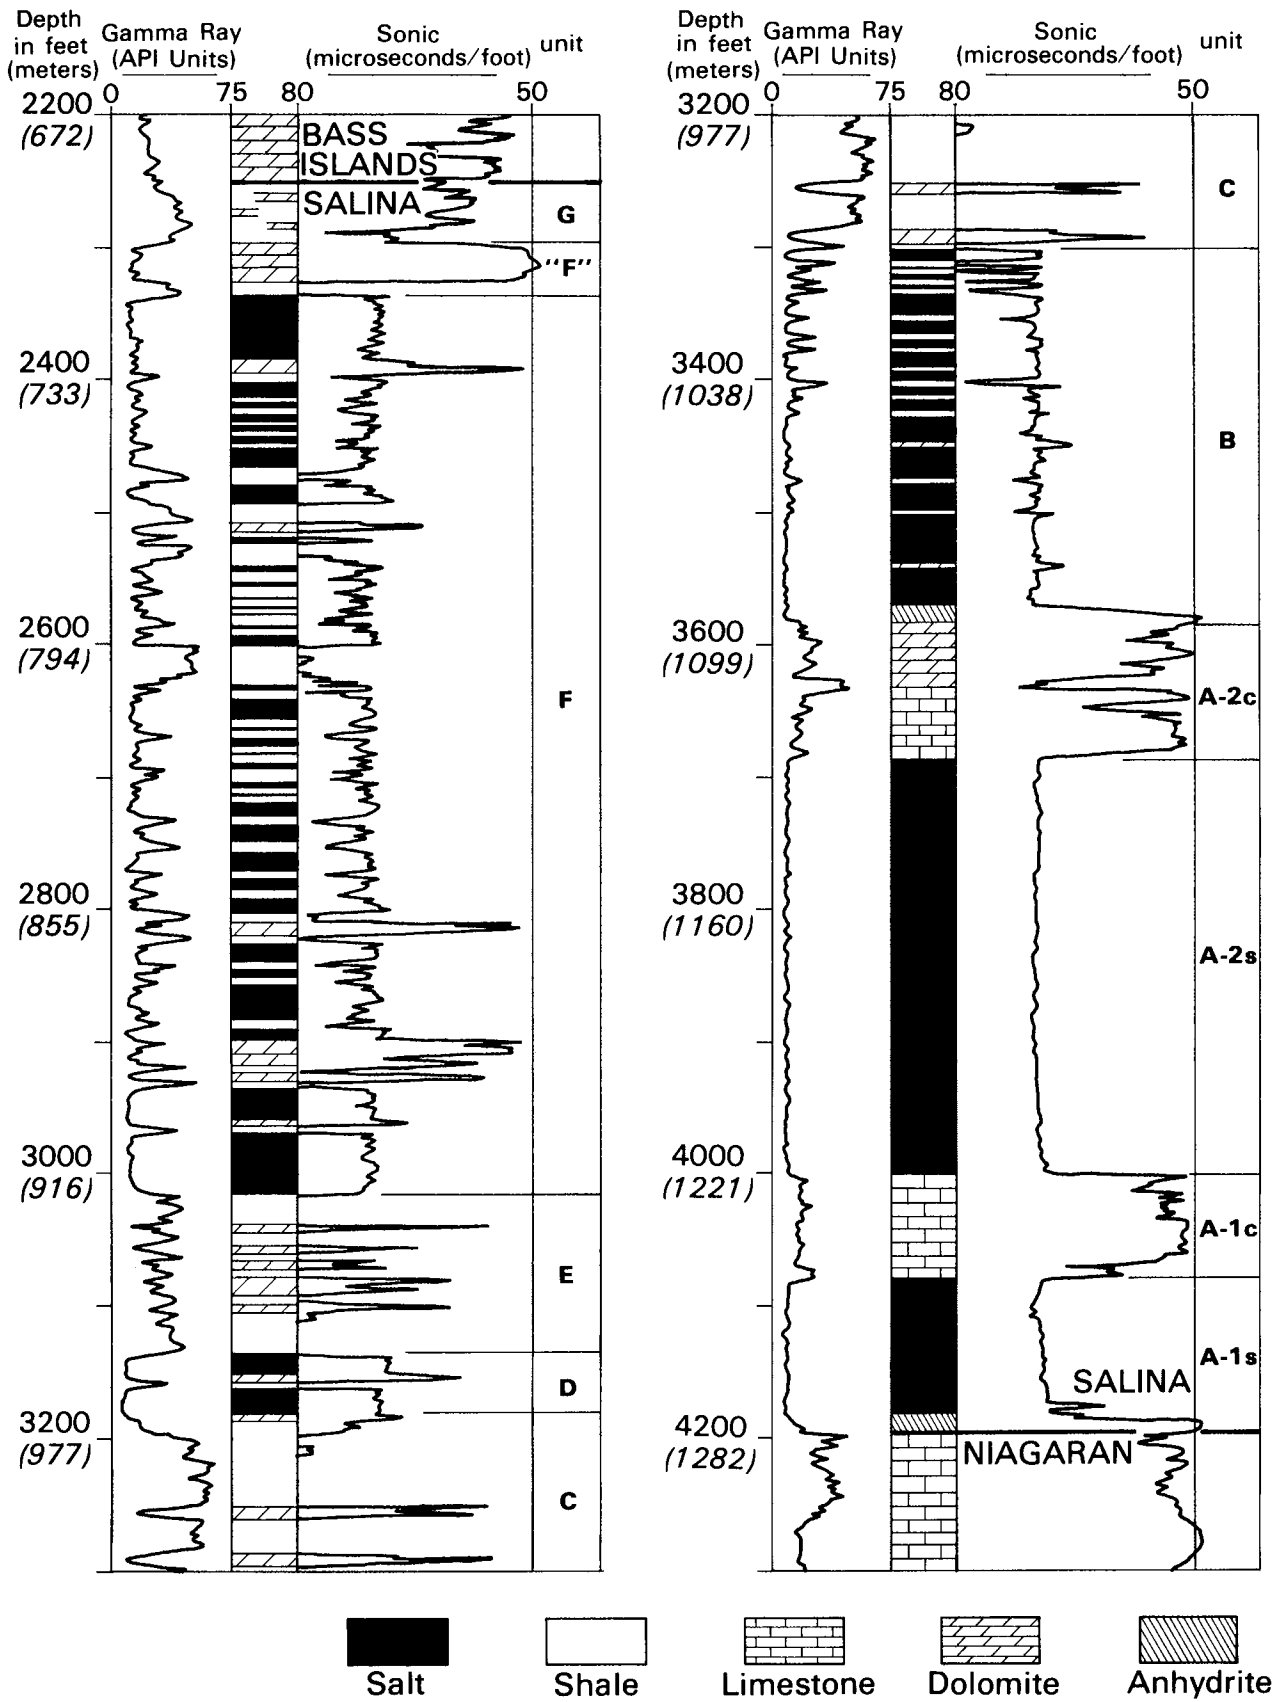 Depth
in feet
(meters)
Gamma Ray
(API Units)
Sonic
(microseconds/foot)
unit
0 75 80 50
2200
(672)
BASS
ISLANDS
SALINA
G
"F"
2400
(733)
2600
(794)
F
2800
(855)
3000
(916)
E
D
3200
(977)
C
Depth
in feet
(meters)
Gamma Ray
(API Units)
Sonic
(microseconds/foot)
unit
0 75 80 50
3200
(977)
C
3400
(1038)
B
3600
(1099)
A-2c
3800
(1160)
A-2s
4000
(1221)
A-1c
A-1s
SALINA
4200
(1282)
NIAGARAN
Salt
Shale
Limestone
Dolomite
Anhydrite